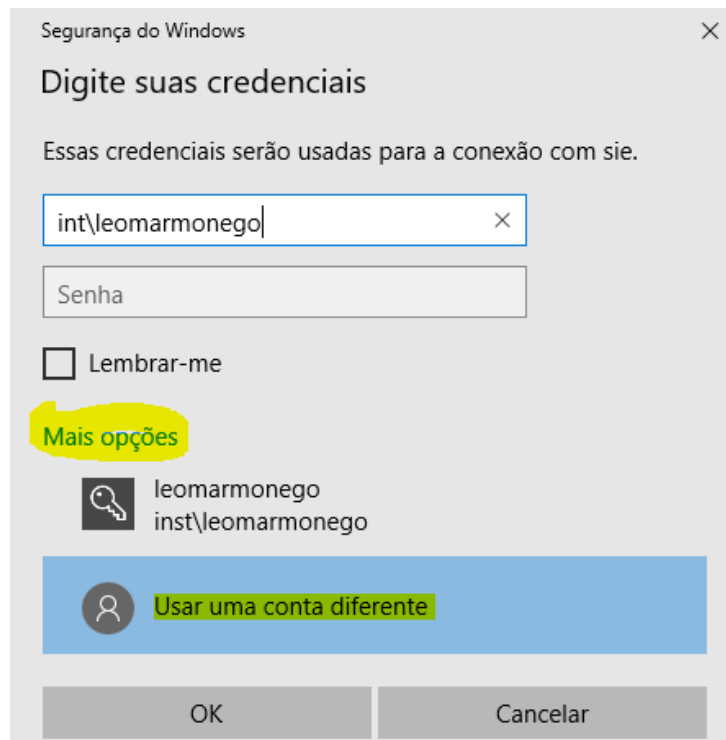 Segurança do Windows
Digite suas credenciais
Essas credenciais serão usadas para a conexão com sie.
int\leomarmonego
Senha
Lembrar-me
Mais opções
leomarmonego
inst\leomarmonego
Usar uma conta diferente
OK
Cancelar